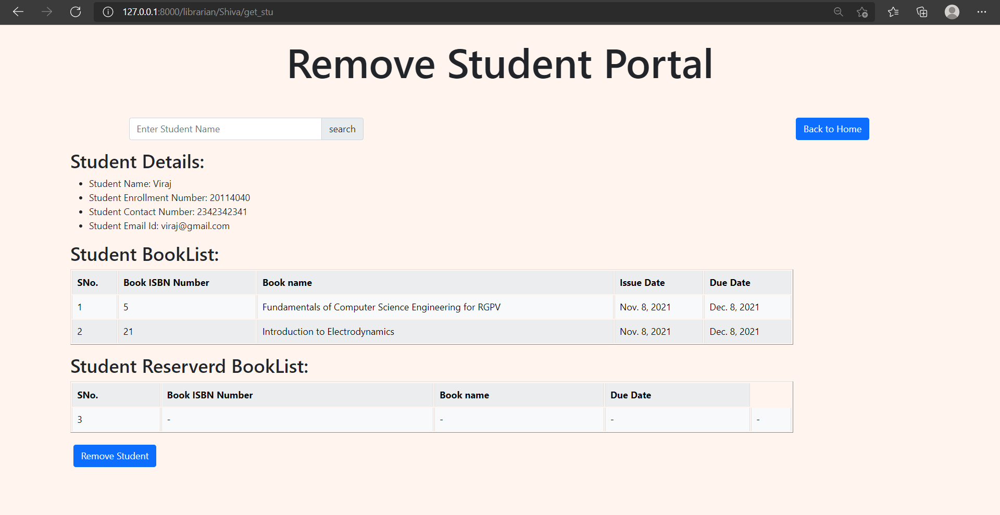 127.0.0.1:8000/librarian/Shiva/get_stu
Remove Student Portal
Enter Student Name search Back to Home
Student Details:
• Student Name: Viraj
• Student Enrollment Number: 20114040
• Student Contact Number: 2342342341
• Student Email Id: viraj@gmail.com
Student BookList:
SNo. Book ISBN Number Book name Issue Date Due Date
1 5 Fundamentals of Computer Science Engineering for RGPV Nov. 8, 2021 Dec. 8, 2021
2 21 Introduction to Electrodynamics Nov. 8, 2021 Dec. 8, 2021
Student Reserverd BookList:
SNo. Book ISBN Number Book name Due Date
3 - - - -
Remove Student